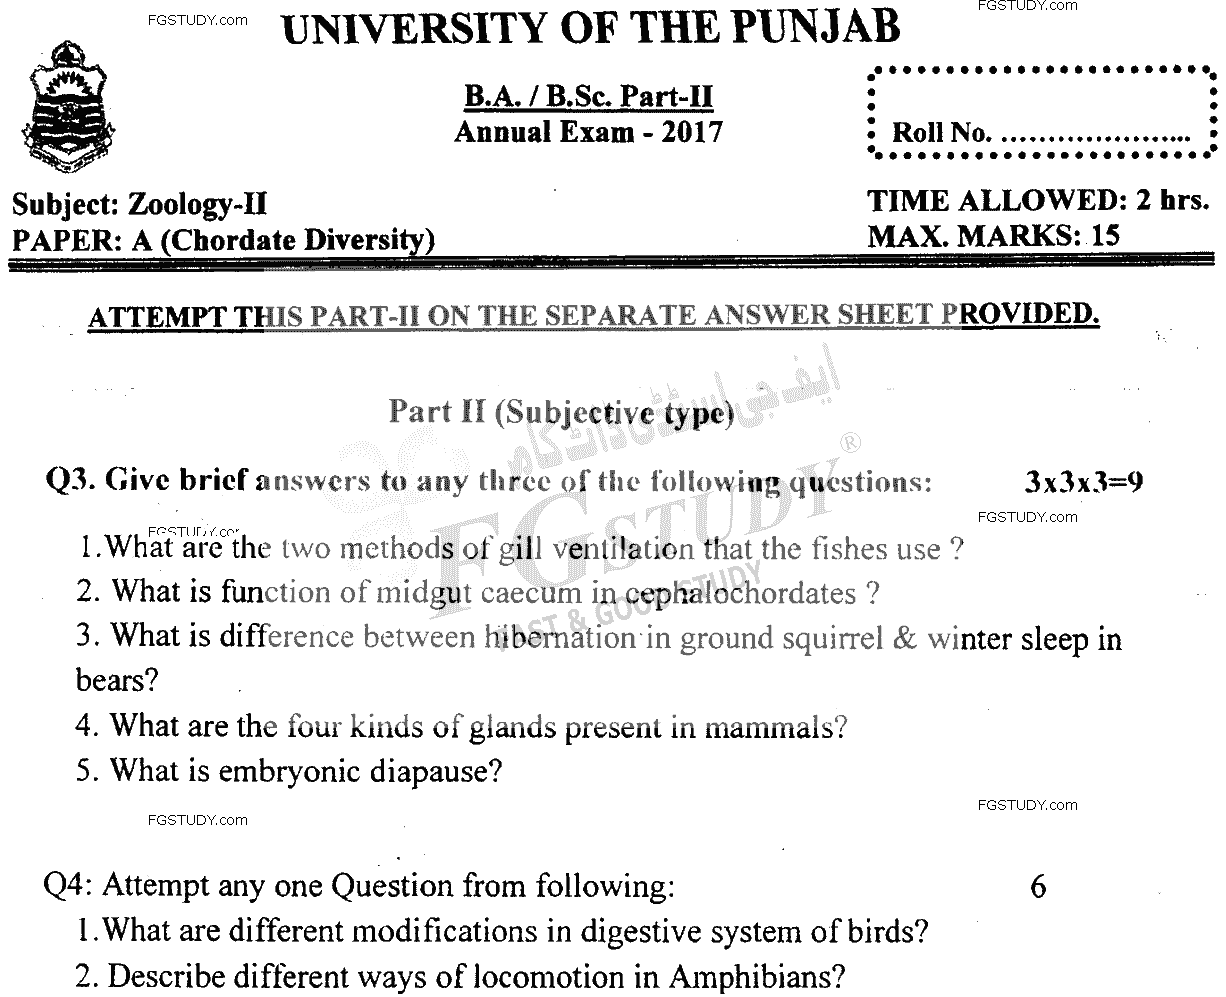 FGSTUDY.com
FGSTUDY.com
UNIVERSITY OF THE PUNJAB
B.A. / B.Sc. Part-II
Annual Exam - 2017
Roll No. .....................
Subject: Zoology-II
TIME ALLOWED: 2 hrs.
PAPER: A (Chordate Diversity)
MAX. MARKS: 15
ATTEMPT THIS PART-II ON THE SEPARATE ANSWER SHEET PROVIDED.
ایف جی اسٹڈی ڈاٹ کام
Part II (Subjective type)
Q3. Give brief answers to any three of the following questions: 3x3x3=9
FGSTUDY ®
FAST & GOOD STUDY
FGSTUDY.com
FGSTUDY.com
1.What are the two methods of gill ventilation that the fishes use ?
2. What is function of midgut caecum in cephalochordates ?
3. What is difference between hibernation in ground squirrel & winter sleep in
bears?
4. What are the four kinds of glands present in mammals?
5. What is embryonic diapause?
FGSTUDY.com
FGSTUDY.com
Q4: Attempt any one Question from following: 6
1.What are different modifications in digestive system of birds?
2. Describe different ways of locomotion in Amphibians?